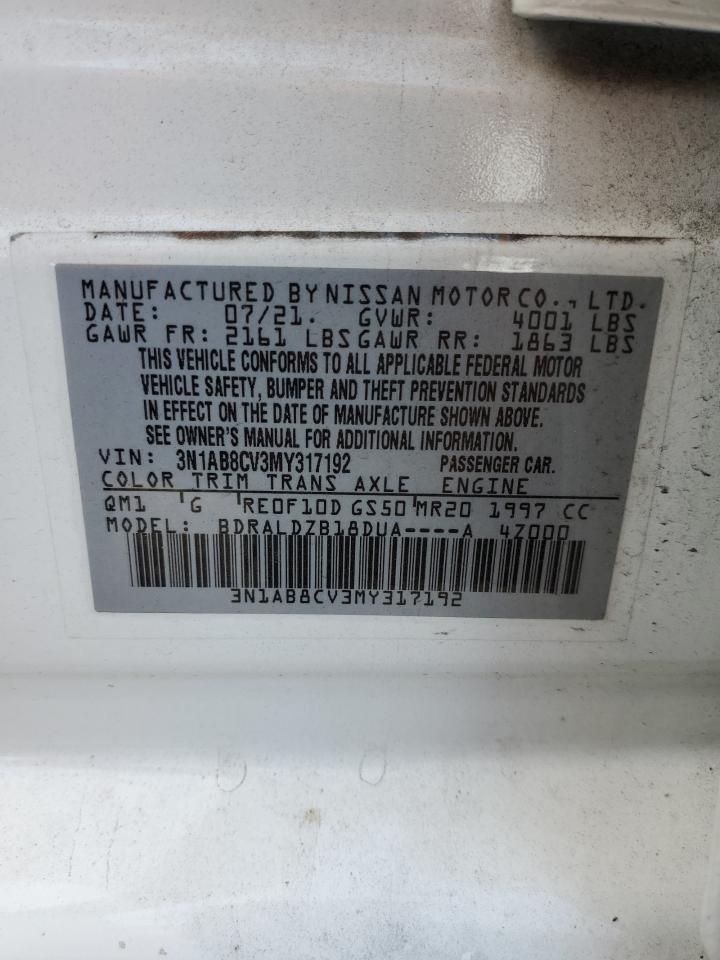 MANUFACTURED BY NISSAN MOTOR CO., LTD.
DATE: 07/21. GVWR: 4001 LBS
GAWR FR: 2161 LBS GAWR RR: 1863 LBS
THIS VEHICLE CONFORMS TO ALL APPLICABLE FEDERAL MOTOR
VEHICLE SAFETY, BUMPER AND THEFT PREVENTION STANDARDS
IN EFFECT ON THE DATE OF MANUFACTURE SHOWN ABOVE.
SEE OWNER'S MANUAL FOR ADDITIONAL INFORMATION.
VIN: 3N1AB8CV3MY317192 PASSENGER CAR.
COLOR TRIM TRANS AXLE ENGINE
QM1 G RE0F10D GS50 MR20 1997 CC
MODEL: BDRALDZB18DUA----A 4Z000
3N1AB8CV3MY317192